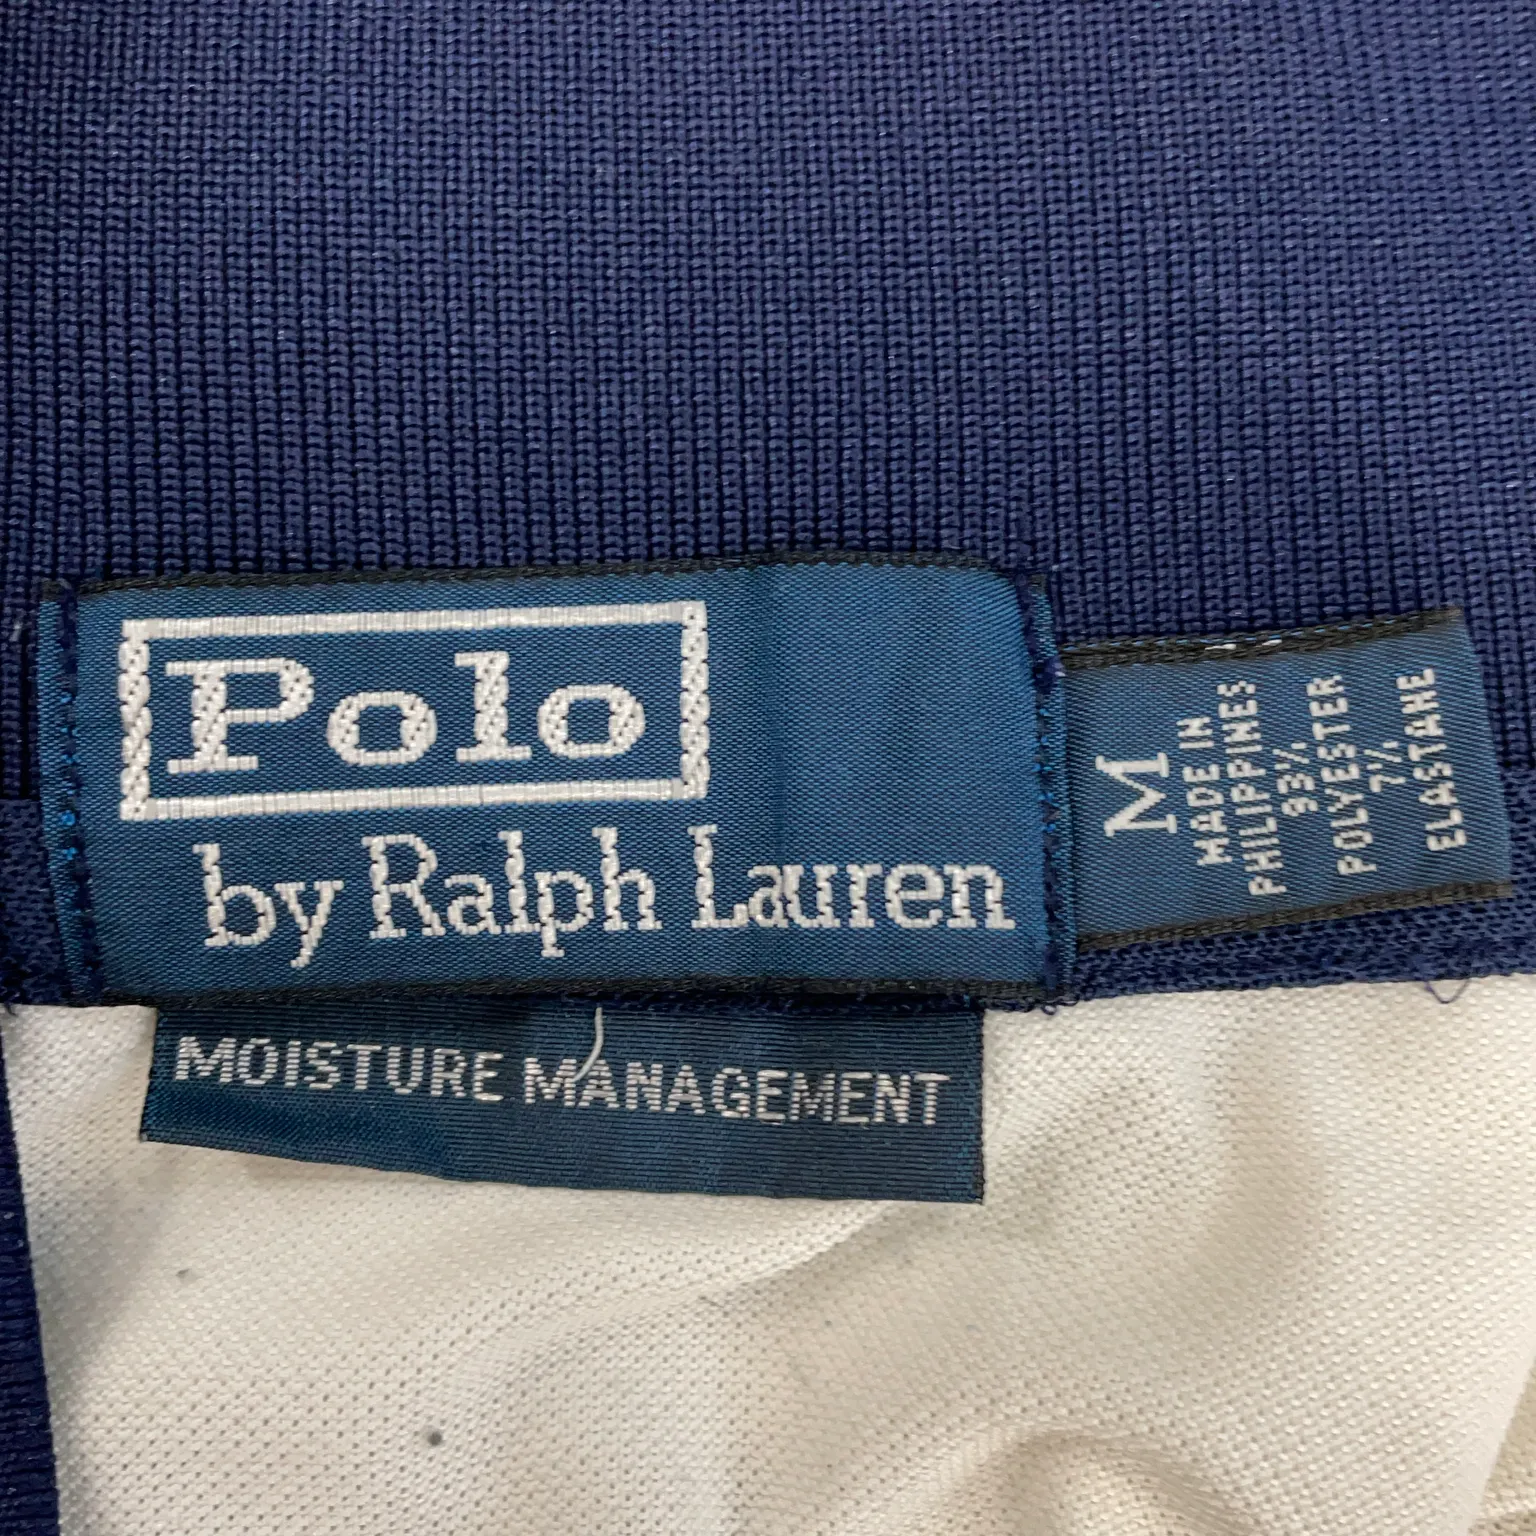 Polo
by Ralph Lauren
MOISTURE MANAGEMENT
M
MADE IN
PHILIPPINES
93%
POLYESTER
7%
ELASTANE